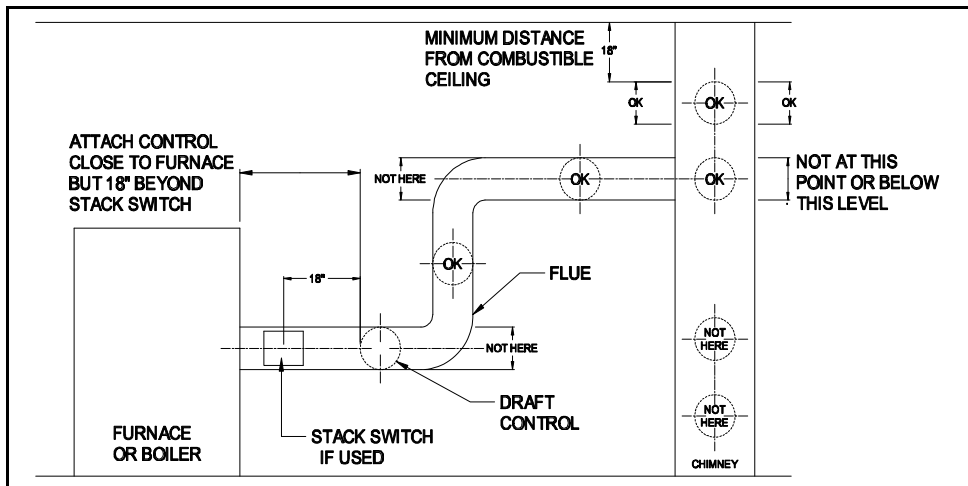 MINIMUM DISTANCE
FROM COMBUSTIBLE
CEILING
18"
OK
OK
OK
ATTACH CONTROL
CLOSE TO FURNACE
BUT 18" BEYOND
STACK SWITCH
NOT HERE
OK
OK
NOT AT THIS
POINT OR BELOW
THIS LEVEL
OK
FLUE
18"
NOT HERE
NOT
HERE
DRAFT
CONTROL
NOT
HERE
FURNACE
OR BOILER
STACK SWITCH
IF USED
CHIMNEY